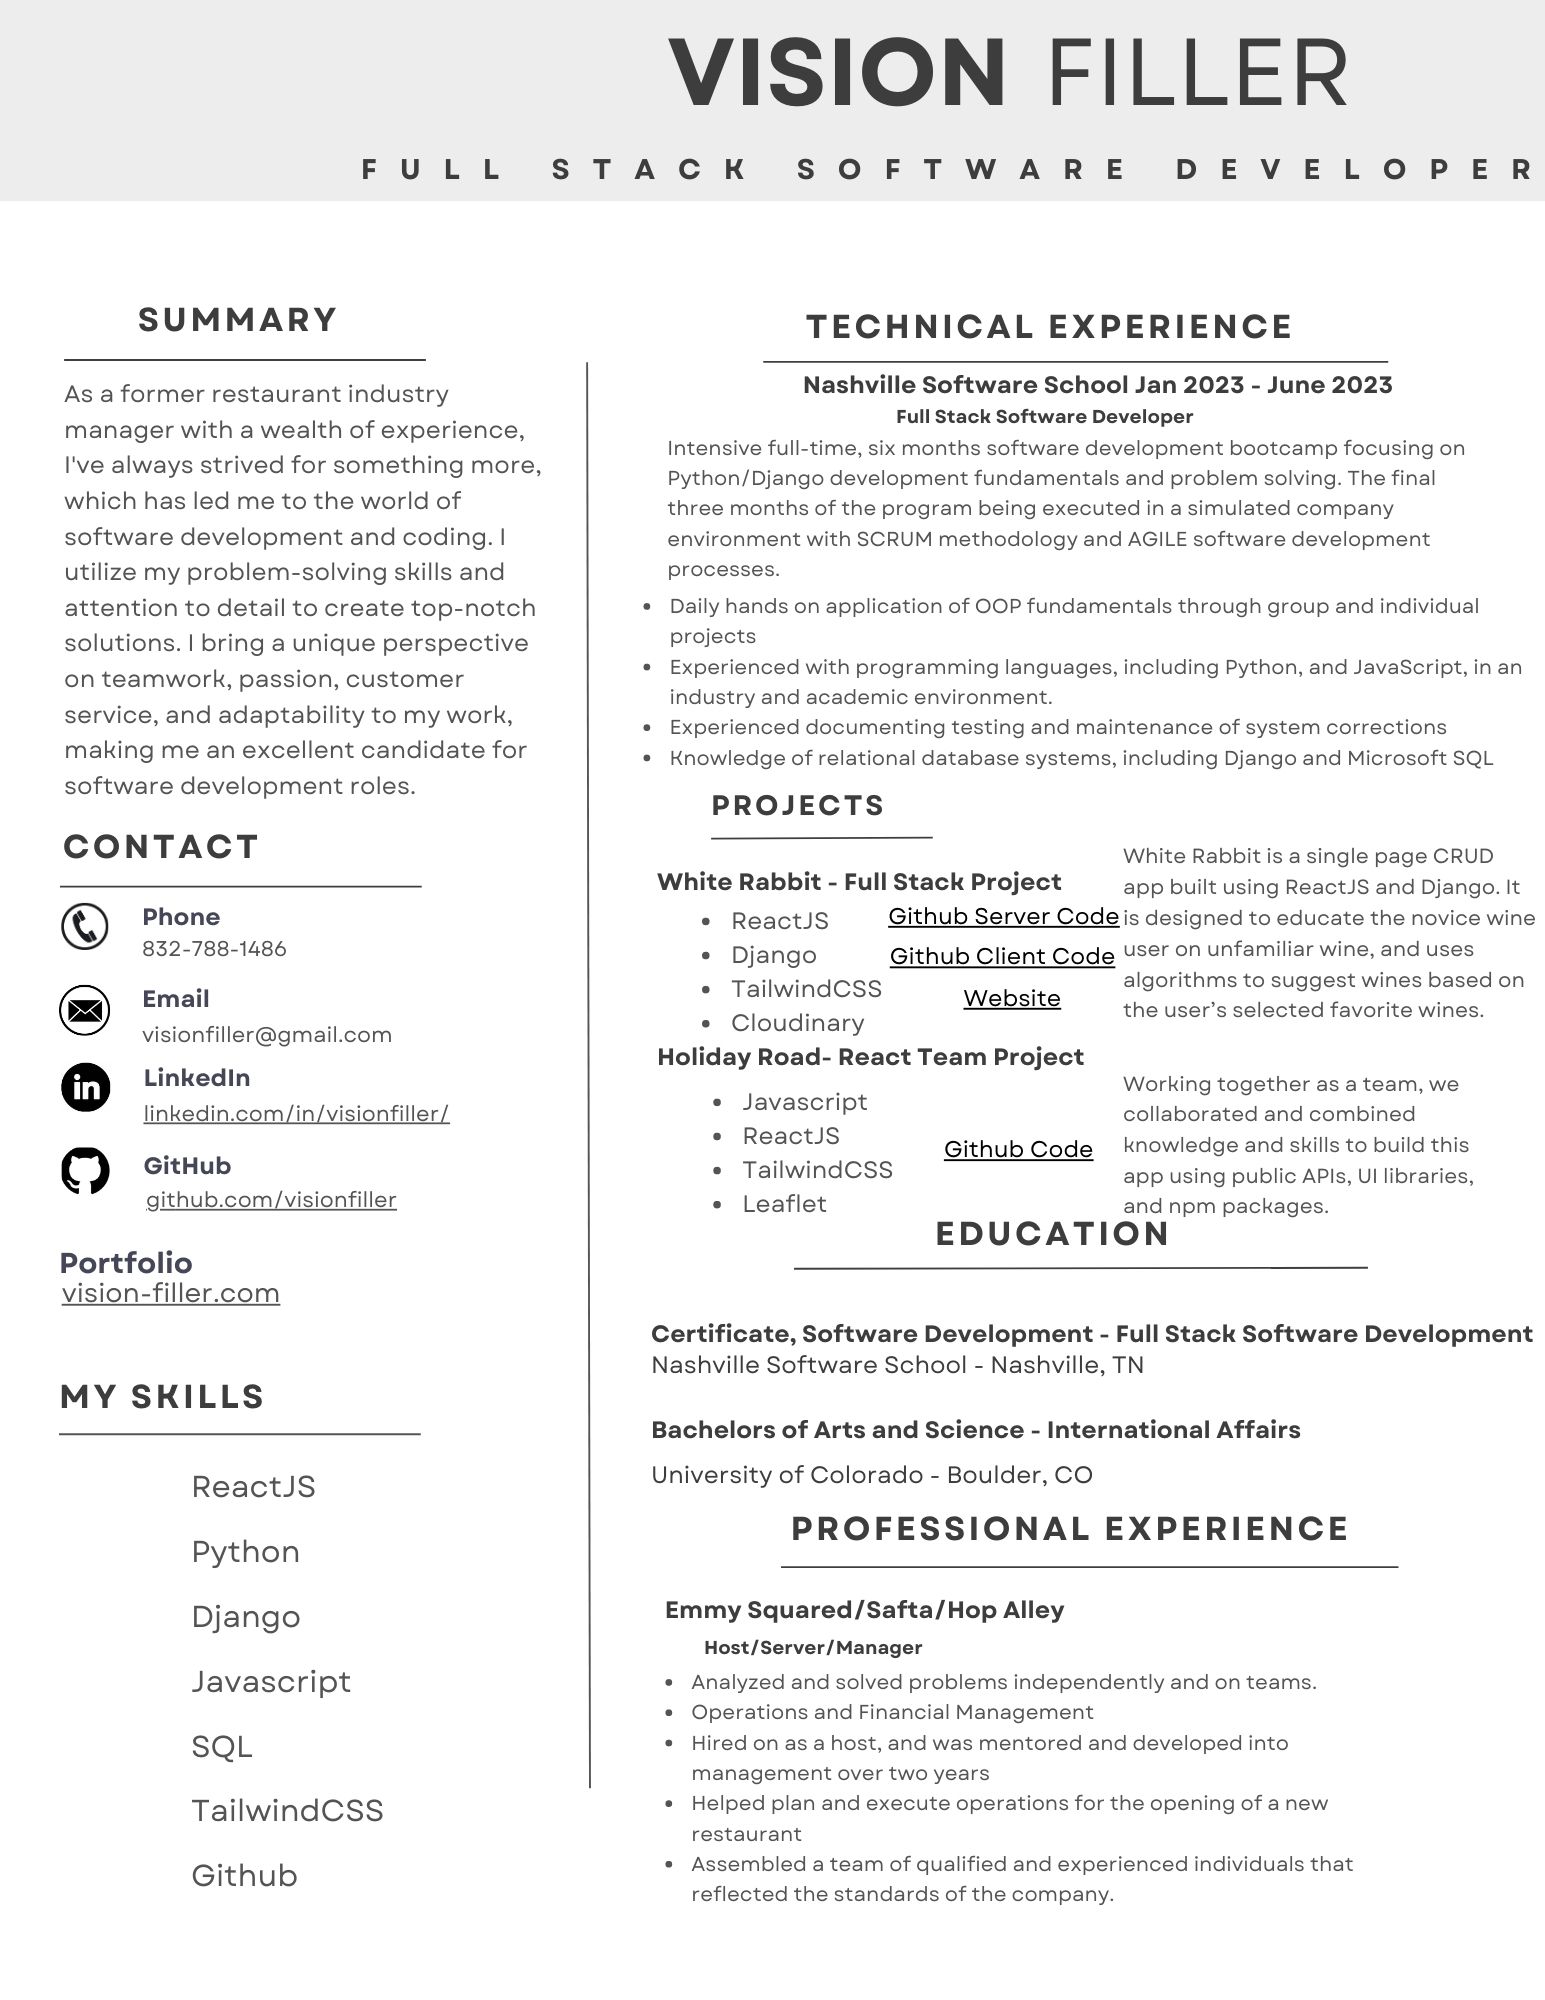 VISION FILLER
FULL STACK SOFTWARE DEVELOPER
SUMMARY
As a former restaurant industry
manager with a wealth of experience,
I've always strived for something more,
which has led me to the world of
software development and coding. I
utilize my problem-solving skills and
attention to detail to create top-notch
solutions. I bring a unique perspective
on teamwork, passion, customer
service, and adaptability to my work,
making me an excellent candidate for
software development roles.
CONTACT
Phone
832-788-1486
Email
visionfiller@gmail.com
LinkedIn
linkedin.com/in/visionfiller/
GitHub
github.com/visionfiller
Portfolio
vision-filler.com
MY SKILLS
ReactJS
Python
Django
Javascript
SQL
TailwindCSS
Github
TECHNICAL EXPERIENCE
Nashville Software School Jan 2023 - June 2023
Full Stack Software Developer
Intensive full-time, six months software development bootcamp focusing on
Python/Django development fundamentals and problem solving. The final
three months of the program being executed in a simulated company
environment with SCRUM methodology and AGILE software development
processes.
• Daily hands on application of OOP fundamentals through group and individual
projects
• Experienced with programming languages, including Python, and JavaScript, in an
industry and academic environment.
• Experienced documenting testing and maintenance of system corrections
• Knowledge of relational database systems, including Django and Microsoft SQL
PROJECTS
White Rabbit - Full Stack Project
• ReactJS
• Django
• TailwindCSS
• Cloudinary
Github Server Code
Github Client Code
Website
White Rabbit is a single page CRUD
app built using ReactJS and Django. It
is designed to educate the novice wine
user on unfamiliar wine, and uses
algorithms to suggest wines based on
the user’s selected favorite wines.
Holiday Road- React Team Project
• Javascript
• ReactJS
• TailwindCSS
• Leaflet
Github Code
Working together as a team, we
collaborated and combined
knowledge and skills to build this
app using public APIs, UI libraries,
and npm packages.
EDUCATION
Certificate, Software Development - Full Stack Software Development
Nashville Software School - Nashville, TN
Bachelors of Arts and Science - International Affairs
University of Colorado - Boulder, CO
PROFESSIONAL EXPERIENCE
Emmy Squared/Safta/Hop Alley
Host/Server/Manager
• Analyzed and solved problems independently and on teams.
• Operations and Financial Management
• Hired on as a host, and was mentored and developed into
management over two years
• Helped plan and execute operations for the opening of a new
restaurant
• Assembled a team of qualified and experienced individuals that
reflected the standards of the company.